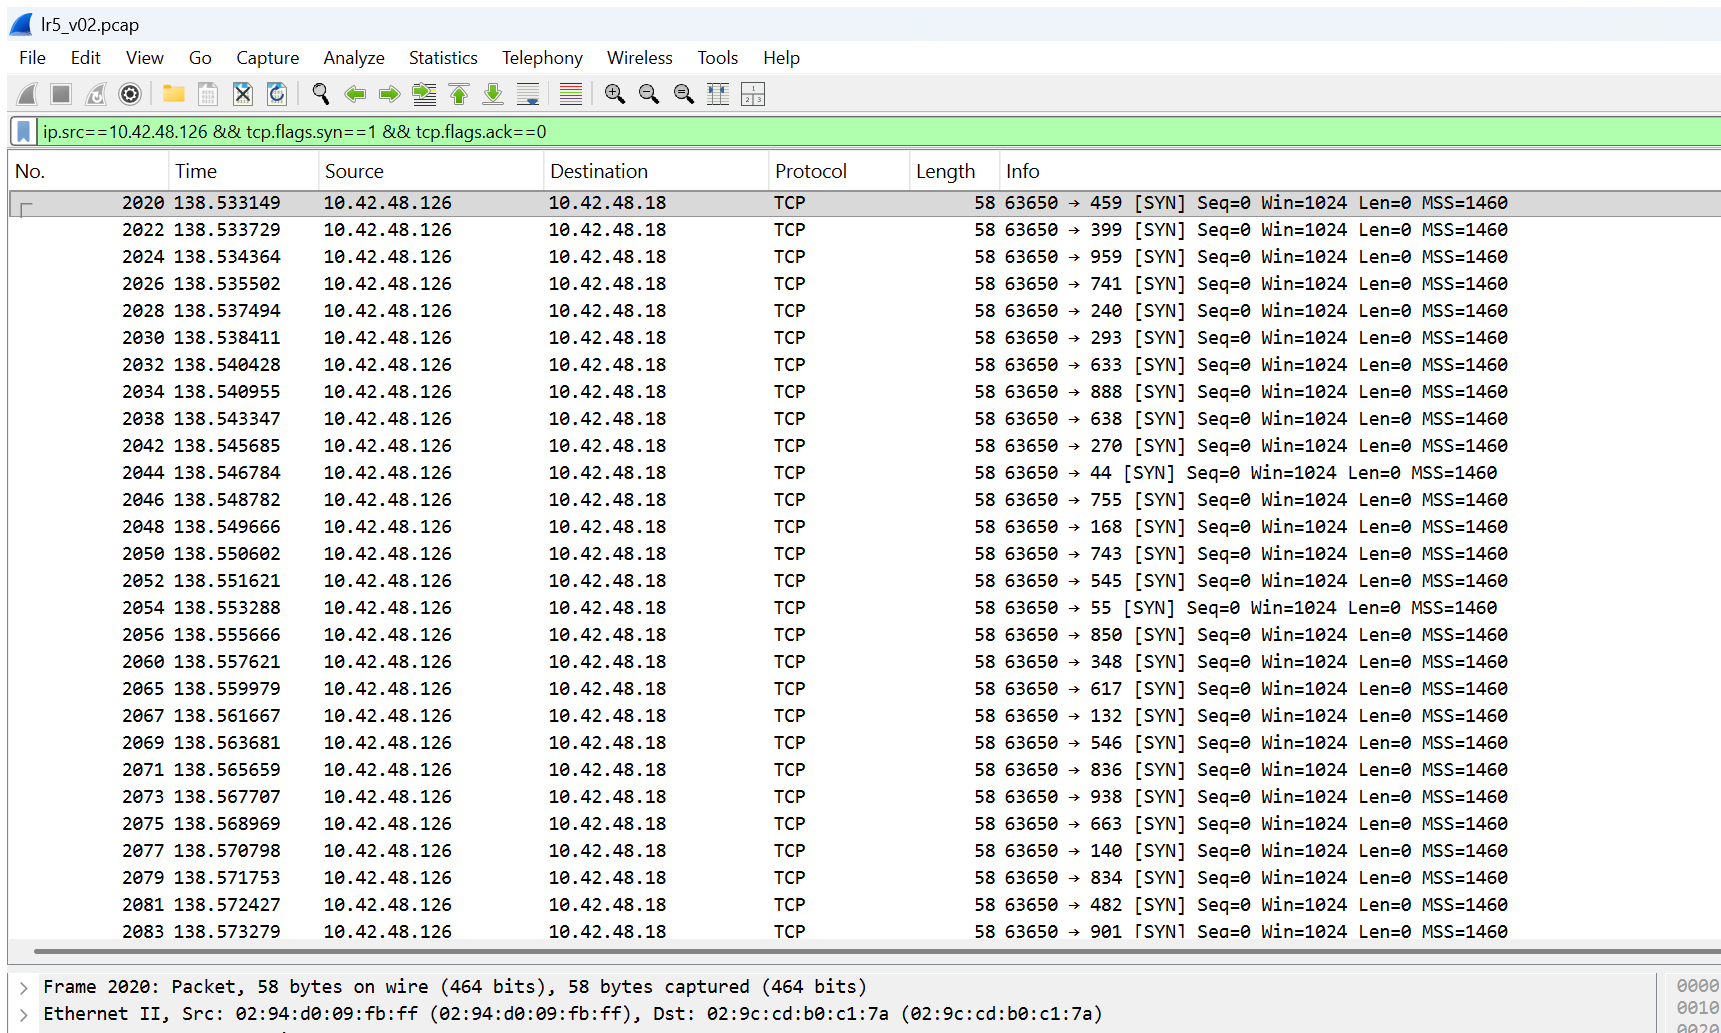 lr5_v02.pcap
File Edit View Go Capture Analyze Statistics Telephony Wireless Tools Help
ip.src==10.42.48.126 && tcp.flags.syn==1 && tcp.flags.ack==0
No. Time Source Destination Protocol Length Info
2020 138.533149 10.42.48.126 10.42.48.18 TCP 58 63650 → 459 [SYN] Seq=0 Win=1024 Len=0 MSS=1460
2022 138.533729 10.42.48.126 10.42.48.18 TCP 58 63650 → 399 [SYN] Seq=0 Win=1024 Len=0 MSS=1460
2024 138.534364 10.42.48.126 10.42.48.18 TCP 58 63650 → 959 [SYN] Seq=0 Win=1024 Len=0 MSS=1460
2026 138.535502 10.42.48.126 10.42.48.18 TCP 58 63650 → 741 [SYN] Seq=0 Win=1024 Len=0 MSS=1460
2028 138.537494 10.42.48.126 10.42.48.18 TCP 58 63650 → 240 [SYN] Seq=0 Win=1024 Len=0 MSS=1460
2030 138.538411 10.42.48.126 10.42.48.18 TCP 58 63650 → 293 [SYN] Seq=0 Win=1024 Len=0 MSS=1460
2032 138.540428 10.42.48.126 10.42.48.18 TCP 58 63650 → 633 [SYN] Seq=0 Win=1024 Len=0 MSS=1460
2034 138.540955 10.42.48.126 10.42.48.18 TCP 58 63650 → 888 [SYN] Seq=0 Win=1024 Len=0 MSS=1460
2038 138.543347 10.42.48.126 10.42.48.18 TCP 58 63650 → 638 [SYN] Seq=0 Win=1024 Len=0 MSS=1460
2042 138.545685 10.42.48.126 10.42.48.18 TCP 58 63650 → 270 [SYN] Seq=0 Win=1024 Len=0 MSS=1460
2044 138.546784 10.42.48.126 10.42.48.18 TCP 58 63650 → 44 [SYN] Seq=0 Win=1024 Len=0 MSS=1460
2046 138.548782 10.42.48.126 10.42.48.18 TCP 58 63650 → 755 [SYN] Seq=0 Win=1024 Len=0 MSS=1460
2048 138.549666 10.42.48.126 10.42.48.18 TCP 58 63650 → 168 [SYN] Seq=0 Win=1024 Len=0 MSS=1460
2050 138.550602 10.42.48.126 10.42.48.18 TCP 58 63650 → 743 [SYN] Seq=0 Win=1024 Len=0 MSS=1460
2052 138.551621 10.42.48.126 10.42.48.18 TCP 58 63650 → 545 [SYN] Seq=0 Win=1024 Len=0 MSS=1460
2054 138.553288 10.42.48.126 10.42.48.18 TCP 58 63650 → 55 [SYN] Seq=0 Win=1024 Len=0 MSS=1460
2056 138.555666 10.42.48.126 10.42.48.18 TCP 58 63650 → 850 [SYN] Seq=0 Win=1024 Len=0 MSS=1460
2060 138.557621 10.42.48.126 10.42.48.18 TCP 58 63650 → 348 [SYN] Seq=0 Win=1024 Len=0 MSS=1460
2065 138.559979 10.42.48.126 10.42.48.18 TCP 58 63650 → 617 [SYN] Seq=0 Win=1024 Len=0 MSS=1460
2067 138.561667 10.42.48.126 10.42.48.18 TCP 58 63650 → 132 [SYN] Seq=0 Win=1024 Len=0 MSS=1460
2069 138.563681 10.42.48.126 10.42.48.18 TCP 58 63650 → 546 [SYN] Seq=0 Win=1024 Len=0 MSS=1460
2071 138.565659 10.42.48.126 10.42.48.18 TCP 58 63650 → 836 [SYN] Seq=0 Win=1024 Len=0 MSS=1460
2073 138.567707 10.42.48.126 10.42.48.18 TCP 58 63650 → 938 [SYN] Seq=0 Win=1024 Len=0 MSS=1460
2075 138.568969 10.42.48.126 10.42.48.18 TCP 58 63650 → 663 [SYN] Seq=0 Win=1024 Len=0 MSS=1460
2077 138.570798 10.42.48.126 10.42.48.18 TCP 58 63650 → 140 [SYN] Seq=0 Win=1024 Len=0 MSS=1460
2079 138.571753 10.42.48.126 10.42.48.18 TCP 58 63650 → 834 [SYN] Seq=0 Win=1024 Len=0 MSS=1460
2081 138.572427 10.42.48.126 10.42.48.18 TCP 58 63650 → 482 [SYN] Seq=0 Win=1024 Len=0 MSS=1460
2083 138.573279 10.42.48.126 10.42.48.18 TCP 58 63650 → 901 [SYN] Seq=0 Win=1024 Len=0 MSS=1460
Frame 2020: Packet, 58 bytes on wire (464 bits), 58 bytes captured (464 bits)
0000
Ethernet II, Src: 02:94:d0:09:fb:ff (02:94:d0:09:fb:ff), Dst: 02:9c:cd:b0:c1:7a (02:9c:cd:b0:c1:7a)
0010